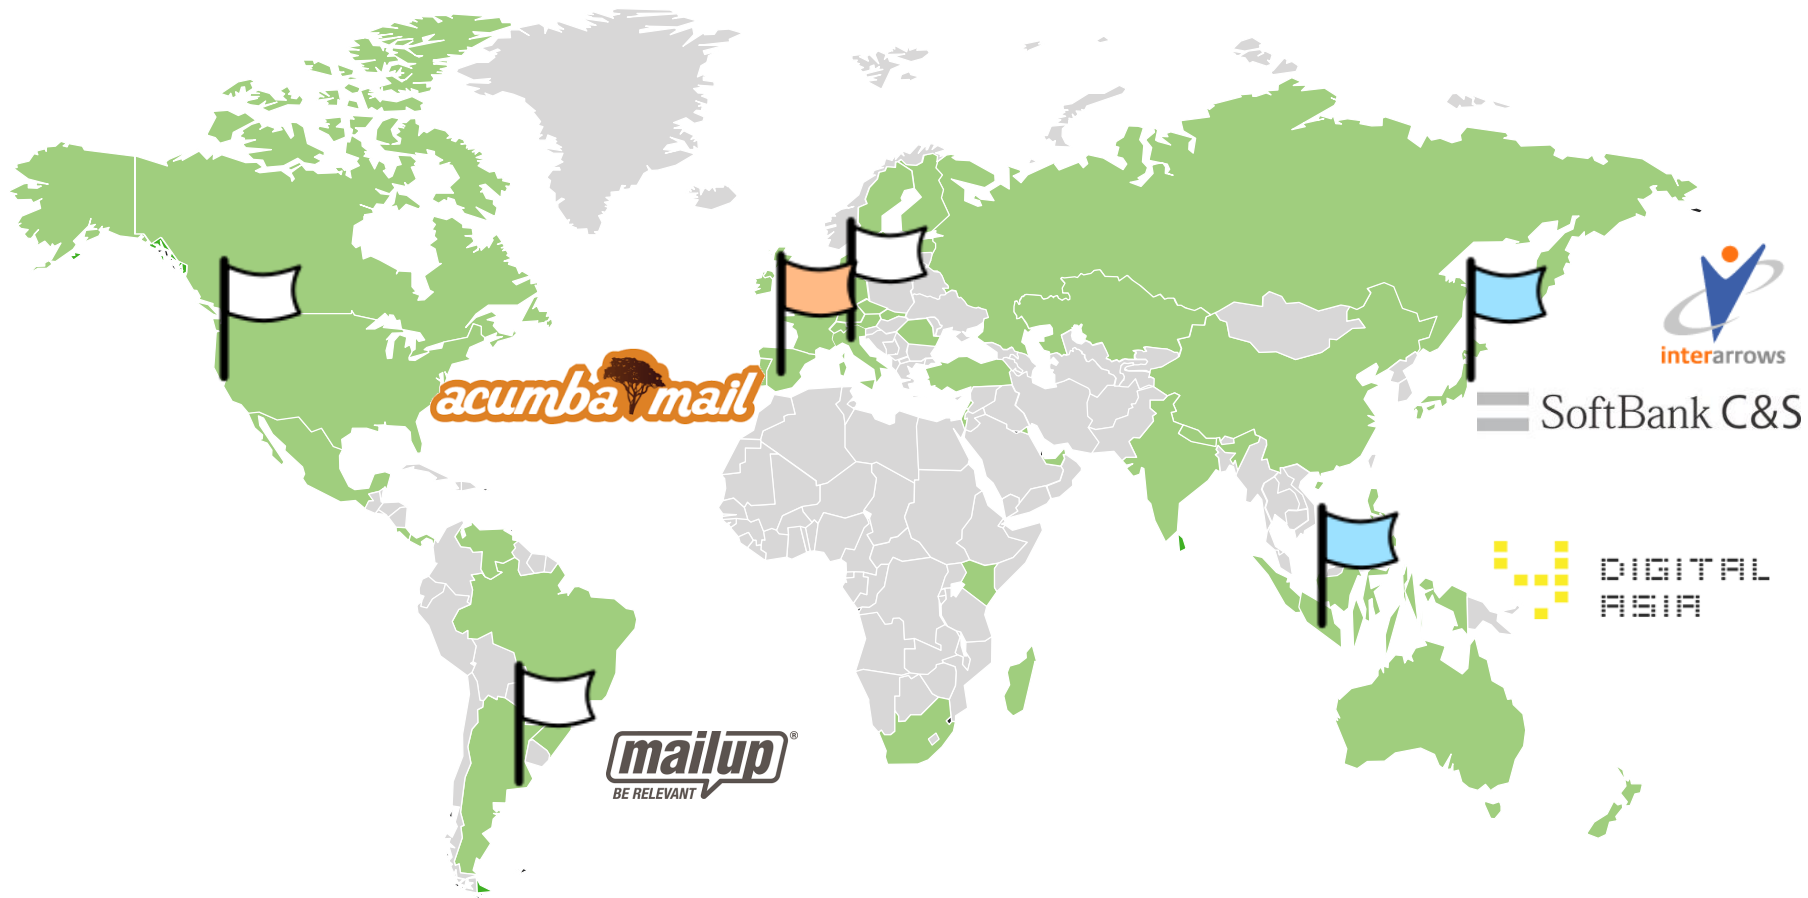 interarrows
acumba mail
SoftBank C&S
DIGITAL
ASIA
mailup®
BE RELEVANT